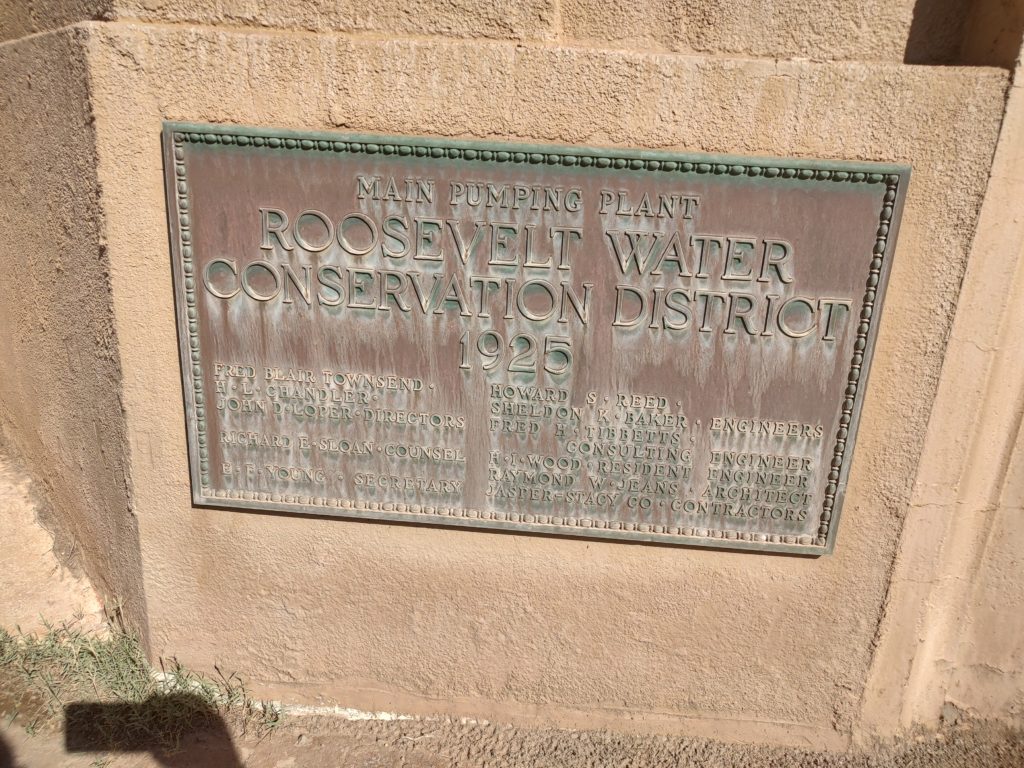 MAIN PUMPING PLANT
ROOSEVELT WATER
CONSERVATION DISTRICT
1925
FRED BLAIR TOWNSEND ·
H · L · CHANDLER ·
JOHN D · LOPER · DIRECTORS
RICHARD E · SLOAN · COUNSEL
E · F · YOUNG · SECRETARY
HOWARD S · REED ·
SHELDON K · BAKER · ENGINEERS
FRED H · TIBBETTS ·
CONSULTING ENGINEER
H · I · WOOD · RESIDENT ENGINEER
RAYMOND W · JEANS · ARCHITECT
JASPER-STACY CO · CONTRACTORS